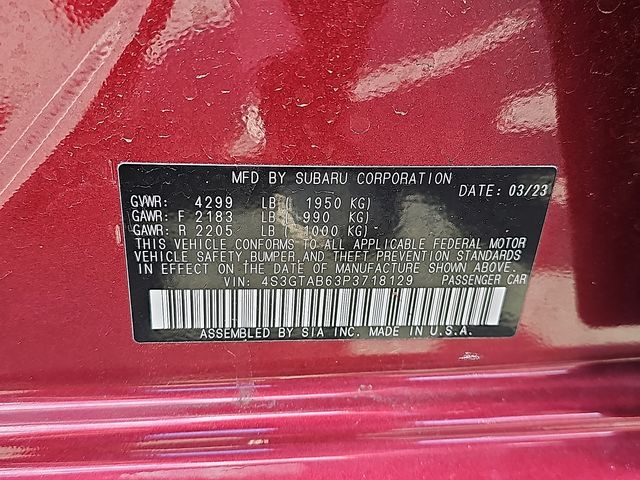 MFD BY SUBARU CORPORATION
DATE: 03/23
GVWR: 4299 LB ( 1950 KG)
GAWR: F 2183 LB ( 990 KG)
GAWR: R 2205 LB ( 1000 KG)
THIS VEHICLE CONFORMS TO ALL APPLICABLE FEDERAL MOTOR
VEHICLE SAFETY, BUMPER, AND THEFT PREVENTION STANDARDS
IN EFFECT ON THE DATE OF MANUFACTURE SHOWN ABOVE.
VIN: 4S3GTAB63P3718129 PASSENGER CAR
ASSEMBLED BY SIA INC. MADE IN U.S.A.